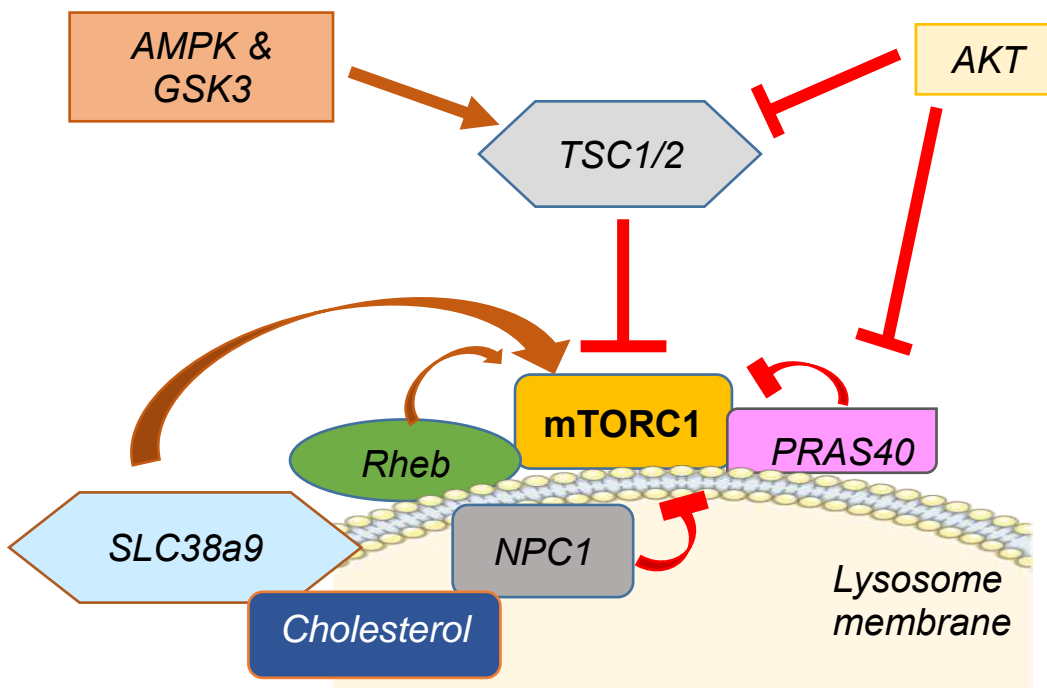 AMPK &
GSK3
AKT
TSC1/2
mTORC1
PRAS40
Rheb
SLC38a9
NPC1
Cholesterol
Lysosome
membrane